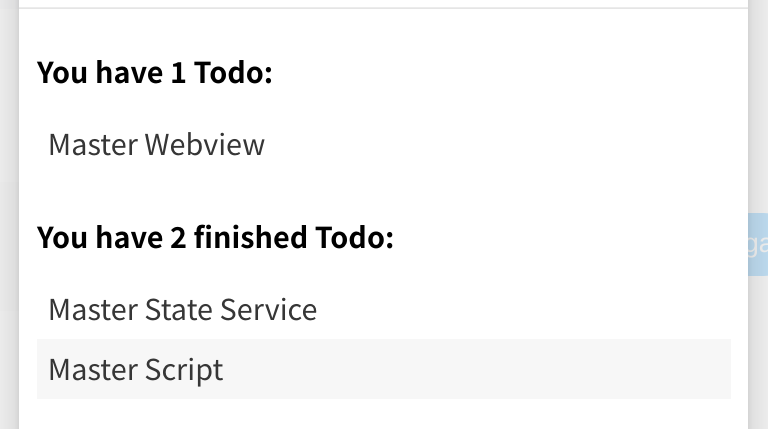 You have 1 Todo:
Master Webview
You have 2 finished Todo:
Master State Service
Master Script